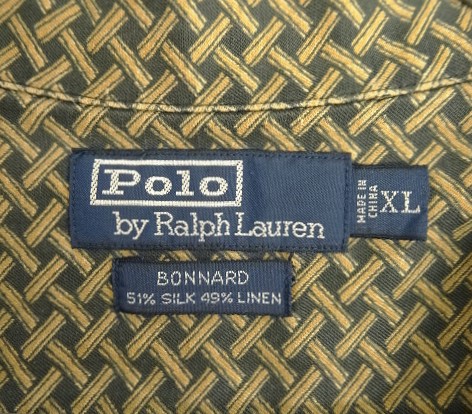 Polo
by Ralph Lauren
MADE IN
CHINA
XL
BONNARD
51% SILK 49% LINEN